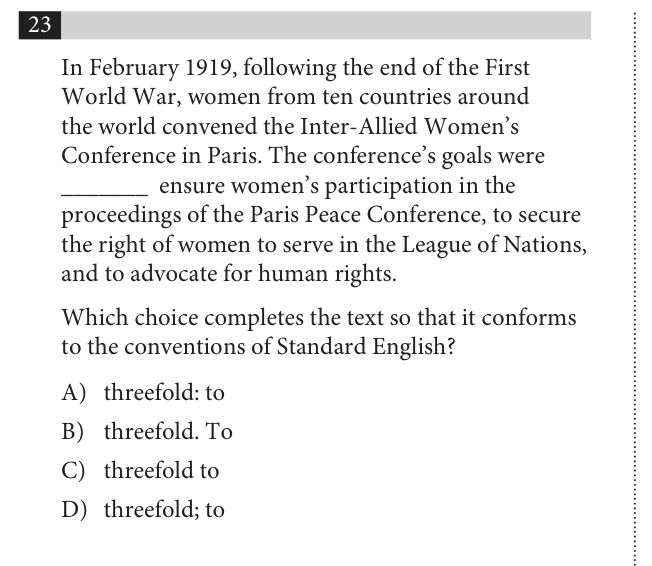 23
In February 1919, following the end of the First
World War, women from ten countries around
the world convened the Inter-Allied Women’s
Conference in Paris. The conference’s goals were
_______ ensure women’s participation in the
proceedings of the Paris Peace Conference, to secure
the right of women to serve in the League of Nations,
and to advocate for human rights.
Which choice completes the text so that it conforms
to the conventions of Standard English?
A) threefold: to
B) threefold. To
C) threefold to
D) threefold; to